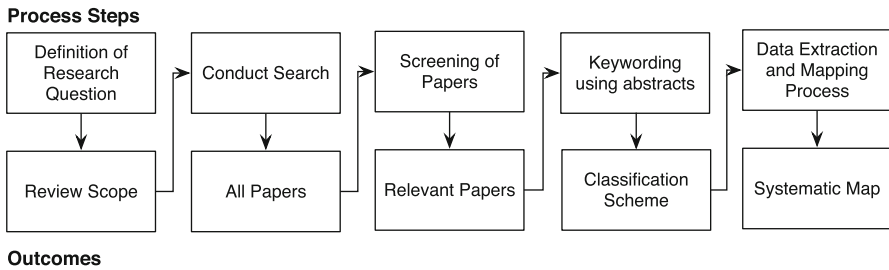 Process Steps
Definition of
Research
Question
Conduct Search
Screening of
Papers
Keywording
using abstracts
Data Extraction
and Mapping
Process
Review Scope
All Papers
Relevant Papers
Classification
Scheme
Systematic Map
Outcomes